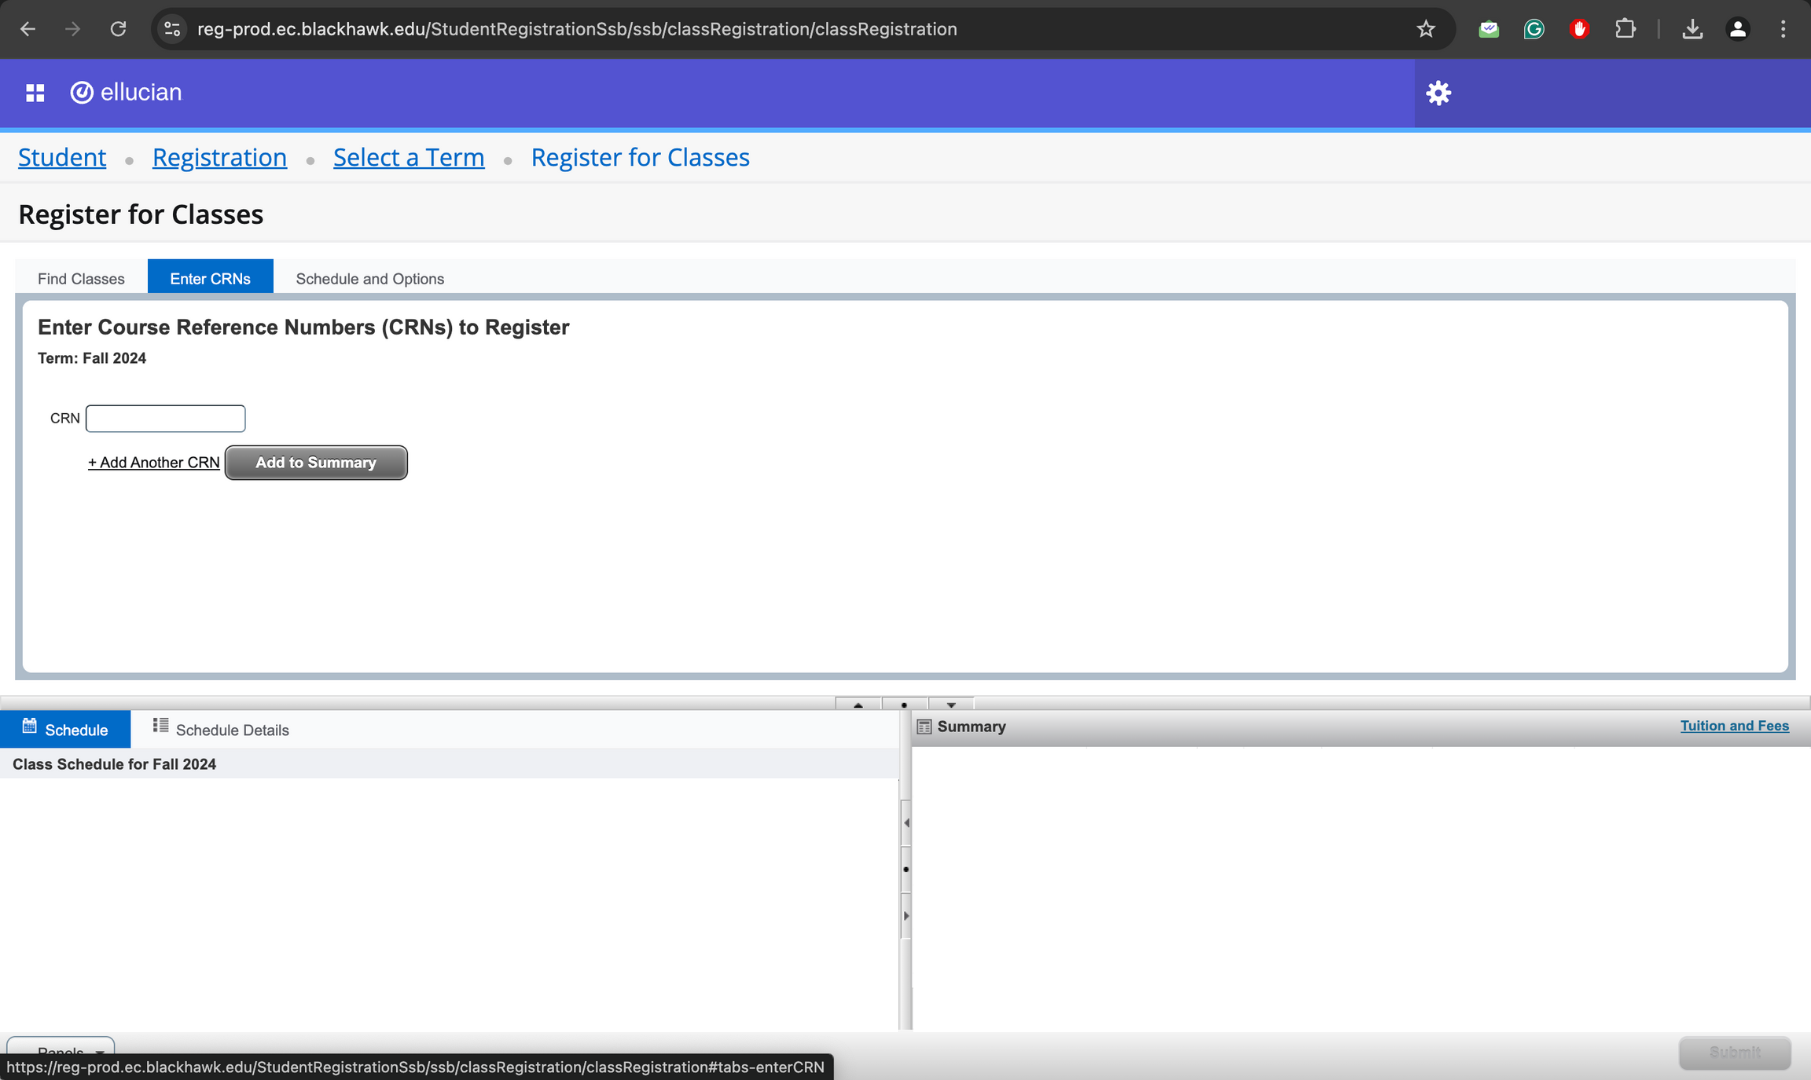 reg-prod.ec.blackhawk.edu/StudentRegistrationSsb/ssb/classRegistration/classRegistration
ellucian
Student • Registration • Select a Term • Register for Classes
Register for Classes
Find Classes Enter CRNs Schedule and Options
Enter Course Reference Numbers (CRNs) to Register
Term: Fall 2024
CRN
+ Add Another CRN Add to Summary
Schedule Schedule Details
Summary Tuition and Fees
Class Schedule for Fall 2024
Panels
Submit
https://reg-prod.ec.blackhawk.edu/StudentRegistrationSsb/ssb/classRegistration/classRegistration#tabs-enterCRN